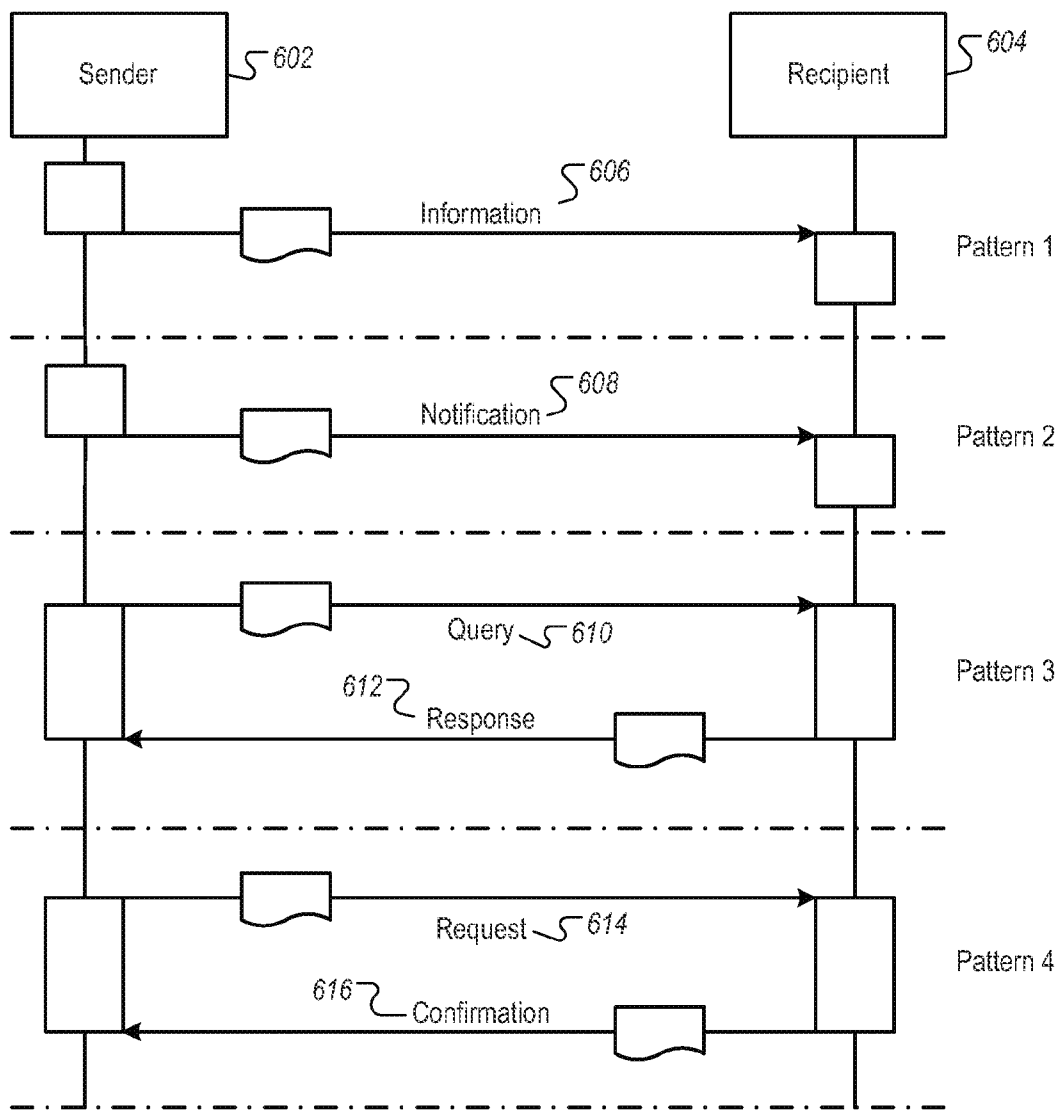 Sender
602
Recipient
604
606
Information
Pattern 1
608
Notification
Pattern 2
Query
610
612
Response
Pattern 3
Request
614
616
Confirmation
Pattern 4